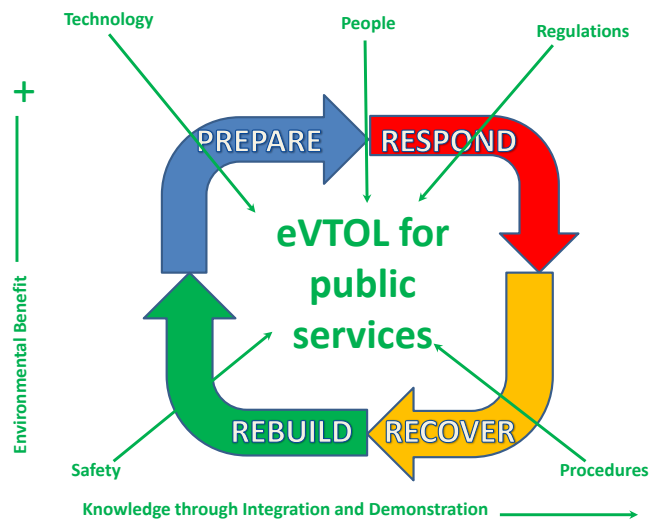 Technology
People
Regulations
+
PREPARE
RESPOND
eVTOL for
public
services
Environmental Benefit
REBUILD
RECOVER
Safety
Procedures
Knowledge through Integration and Demonstration